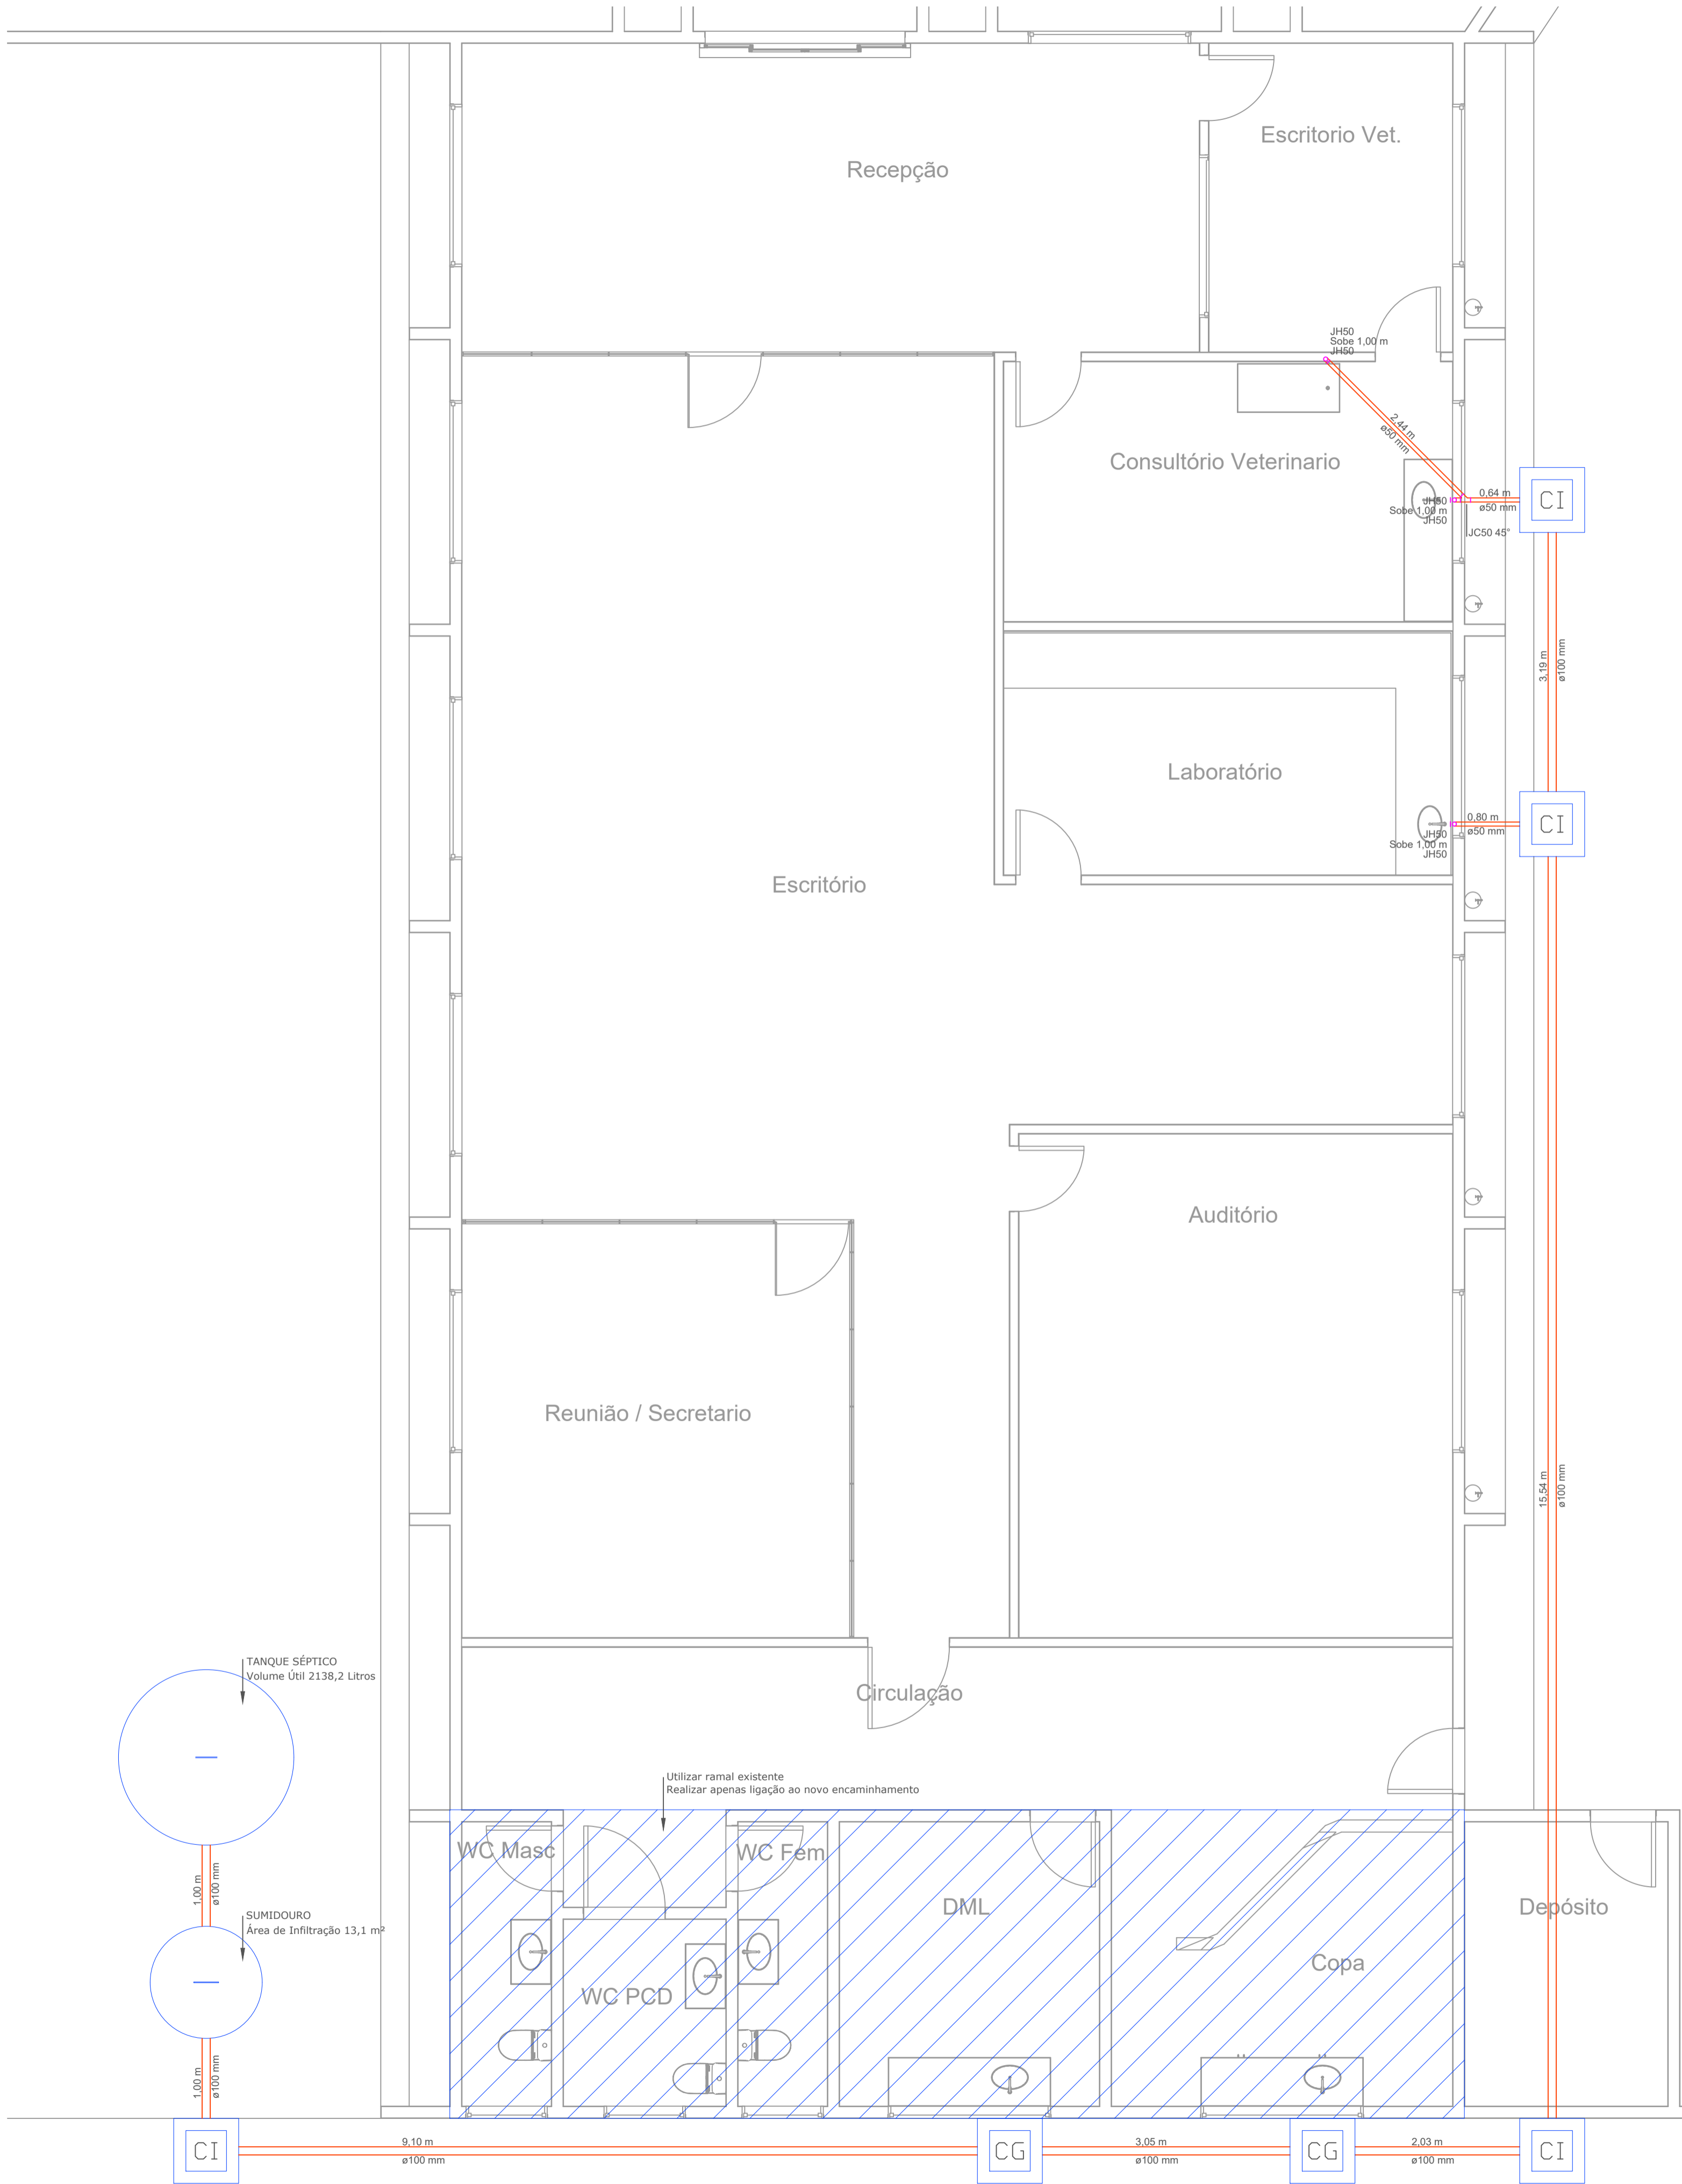 Escritorio Vet.
Recepção
JH50
Sobe 1,00 m
JH50
2,44 m
ø50 mm
Consultório Veterinario
0,64 m
ø50 mm
CI
JH50
Sobe 1,00 m
JH50
JC50 45°
3,19 m
ø100 mm
Laboratório
0,80 m
ø50 mm
CI
JH50
Sobe 1,00 m
JH50
Escritório
Auditório
Reunião / Secretario
15,54 m
ø100 mm
TANQUE SÉPTICO
Volume Útil 2138,2 Litros
Circulação
Utilizar ramal existente
Realizar apenas ligação ao novo encaminhamento
WC Masc
WC Fem
1,00 m
ø100 mm
DML
Depósito
SUMIDOURO
Área de Infiltração 13,1 m²
Copa
WC PCD
1,00 m
ø100 mm
CI
9,10 m
ø100 mm
CG
3,05 m
ø100 mm
CG
2,03 m
ø100 mm
CI